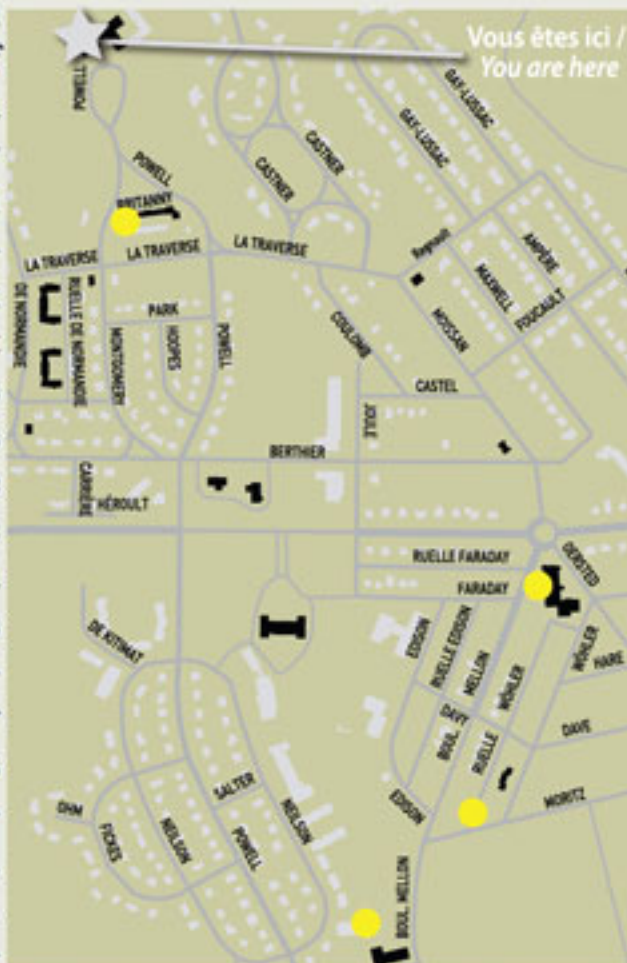 Vous êtes ici /
You are here
POWELL
GAY-LUSSAC
GAY-LUSSAC
CASTNER
CASTNER
POWELL
BRITANNY
LA TRAVERSE
LA TRAVERSE
LA TRAVERSE
Regnault
AMPÈRE
MAXWELL
FOUCAULT
DE NORMANDIE
RUELLE DE NORMANDIE
PARK
MONTGOMERY
HOOPES
POWELL
COULOMB
MOISSAN
CASTEL
JOULE
BERTHIER
CARRIÈRE
HÉROULT
RUELLE FARADAY
OERSTED
FARADAY
EDISON
RUELLE EDISON
MELLON
WÖHLER
WÖHLER
HARE
DE KITIMAT
DAVY
BOUL.
RUELLE
DAVE
SALTER
NEILSON
EDISON
MORITZ
OHM
FICKES
NEILSON
POWELL
BOUL. MELLON